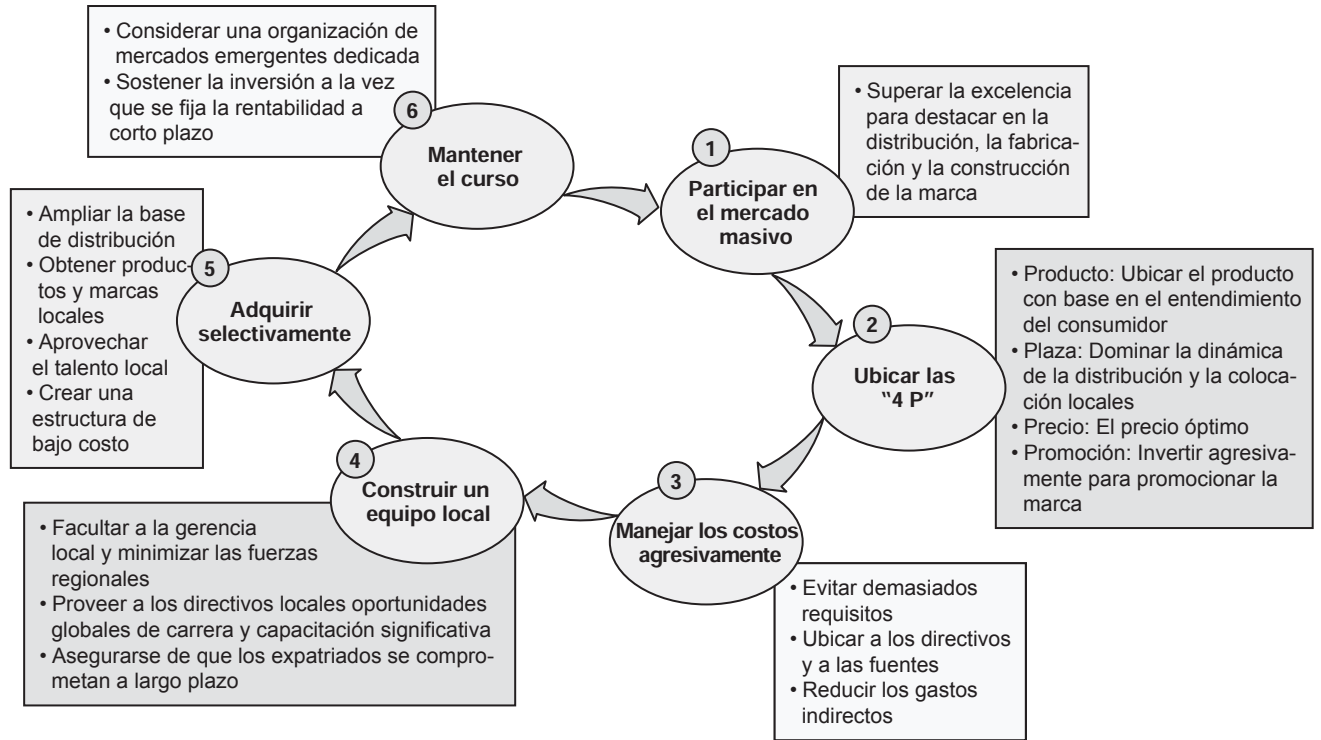 • Considerar una organización de
mercados emergentes dedicada
• Sostener la inversión a la vez
que se fija la rentabilidad a
corto plazo
6
Mantener
el curso
1
Participar en
el mercado
masivo
• Superar la excelencia
para destacar en la
distribución, la fabrica-
ción y la construcción
de la marca
2
Ubicar las
“4 P”
• Producto: Ubicar el producto
con base en el entendimiento
del consumidor
• Plaza: Dominar la dinámica
de la distribución y la coloca-
ción locales
• Precio: El precio óptimo
• Promoción: Invertir agresiva-
mente para promocionar la
marca
3
Manejar los costos
agresivamente
• Evitar demasiados
requisitos
• Ubicar a los directivos
y a las fuentes
• Reducir los gastos
indirectos
4
Construir un
equipo local
• Facultar a la gerencia
local y minimizar las fuerzas
regionales
• Proveer a los directivos locales oportunidades
globales de carrera y capacitación significativa
• Asegurarse de que los expatriados se compro-
metan a largo plazo
5
Adquirir
selectivamente
• Ampliar la base
de distribución
• Obtener produc-
tos y marcas
locales
• Aprovechar
el talento local
• Crear una
estructura de
bajo costo